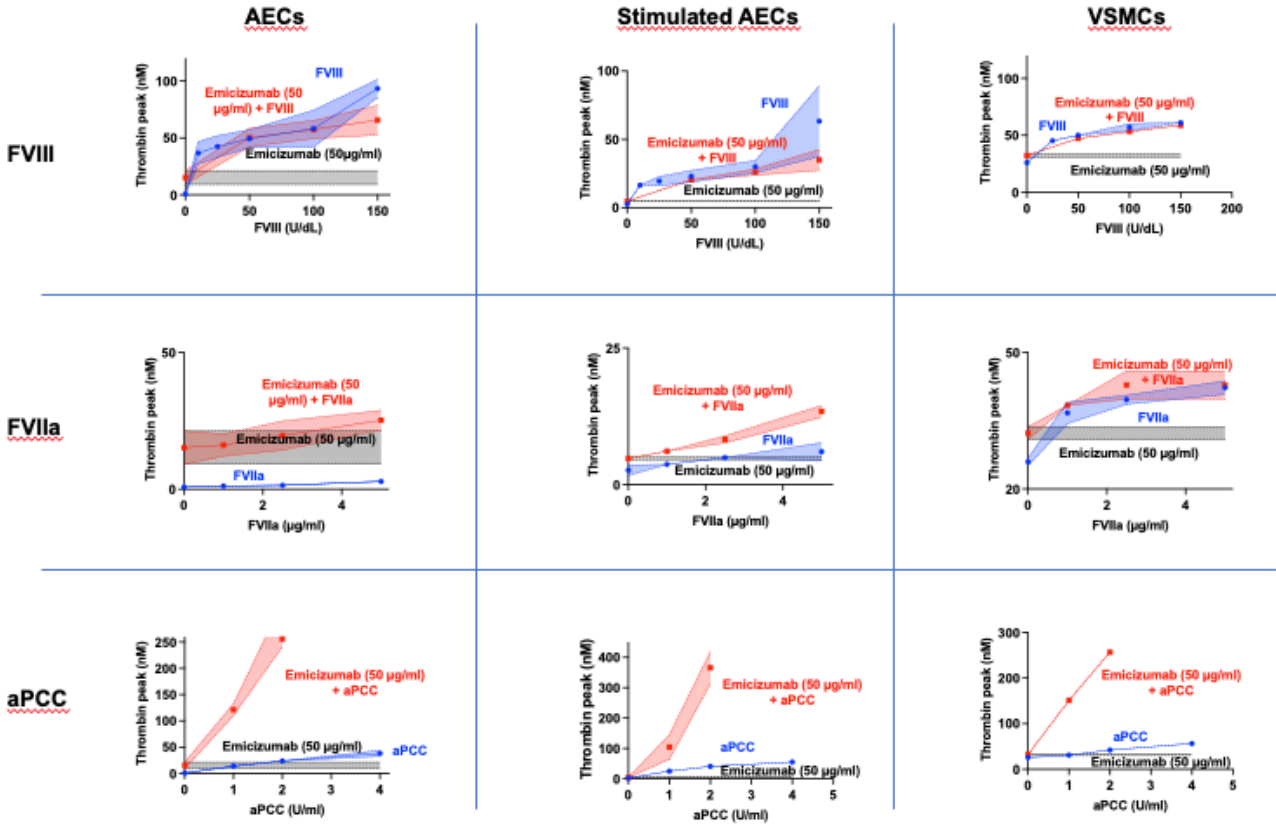 AECs
Stimulated AECs
VSMCs
FVIII
Thrombin peak (nM)
100
50
0
0
50
100
150
FVIII (U/dL)
FVIII
Emicizumab (50
µg/ml) + FVIII
Emicizumab (50µg/ml)
Thrombin peak (nM)
100
50
0
0
50
100
150
FVIII (U/dL)
FVIII
Emicizumab (50 µg/ml)
+ FVIII
Emicizumab (50 µg/ml)
Thrombin peak (nM)
100
50
0
0
50
100
150
200
FVIII (U/dL)
Emicizumab (50 µg/ml)
+ FVIII
FVIII
Emicizumab (50 µg/ml)
FVIIa
Thrombin peak (nM)
50
0
0
2
4
FVIIa (µg/ml)
Emicizumab (50
µg/ml) + FVIIa
Emicizumab (50 µg/ml)
FVIIa
Thrombin peak (nM)
25
0
0
2
4
FVIIa (µg/ml)
Emicizumab (50 µg/ml)
+ FVIIa
FVIIa
Emicizumab (50 µg/ml)
Thrombin peak (nM)
50
20
0
2
4
FVIIa (µg/ml)
Emicizumab (50 µg/ml)
+ FVIIa
FVIIa
Emicizumab (50 µg/ml)
aPCC
Thrombin peak (nM)
250
200
150
100
50
0
0
1
2
3
4
aPCC (U/ml)
Emicizumab (50 µg/ml)
+ aPCC
Emicizumab (50 µg/ml)
aPCC
Thrombin peak (nM)
400
300
200
100
0
0
1
2
3
4
5
aPCC (U/ml)
Emicizumab (50 µg/ml)
+ aPCC
aPCC
Emicizumab (50 µg/ml)
Thrombin peak (nM)
300
200
100
0
0
1
2
3
4
5
aPCC (U/ml)
Emicizumab (50 µg/ml)
+ aPCC
aPCC
Emicizumab (50 µg/ml)